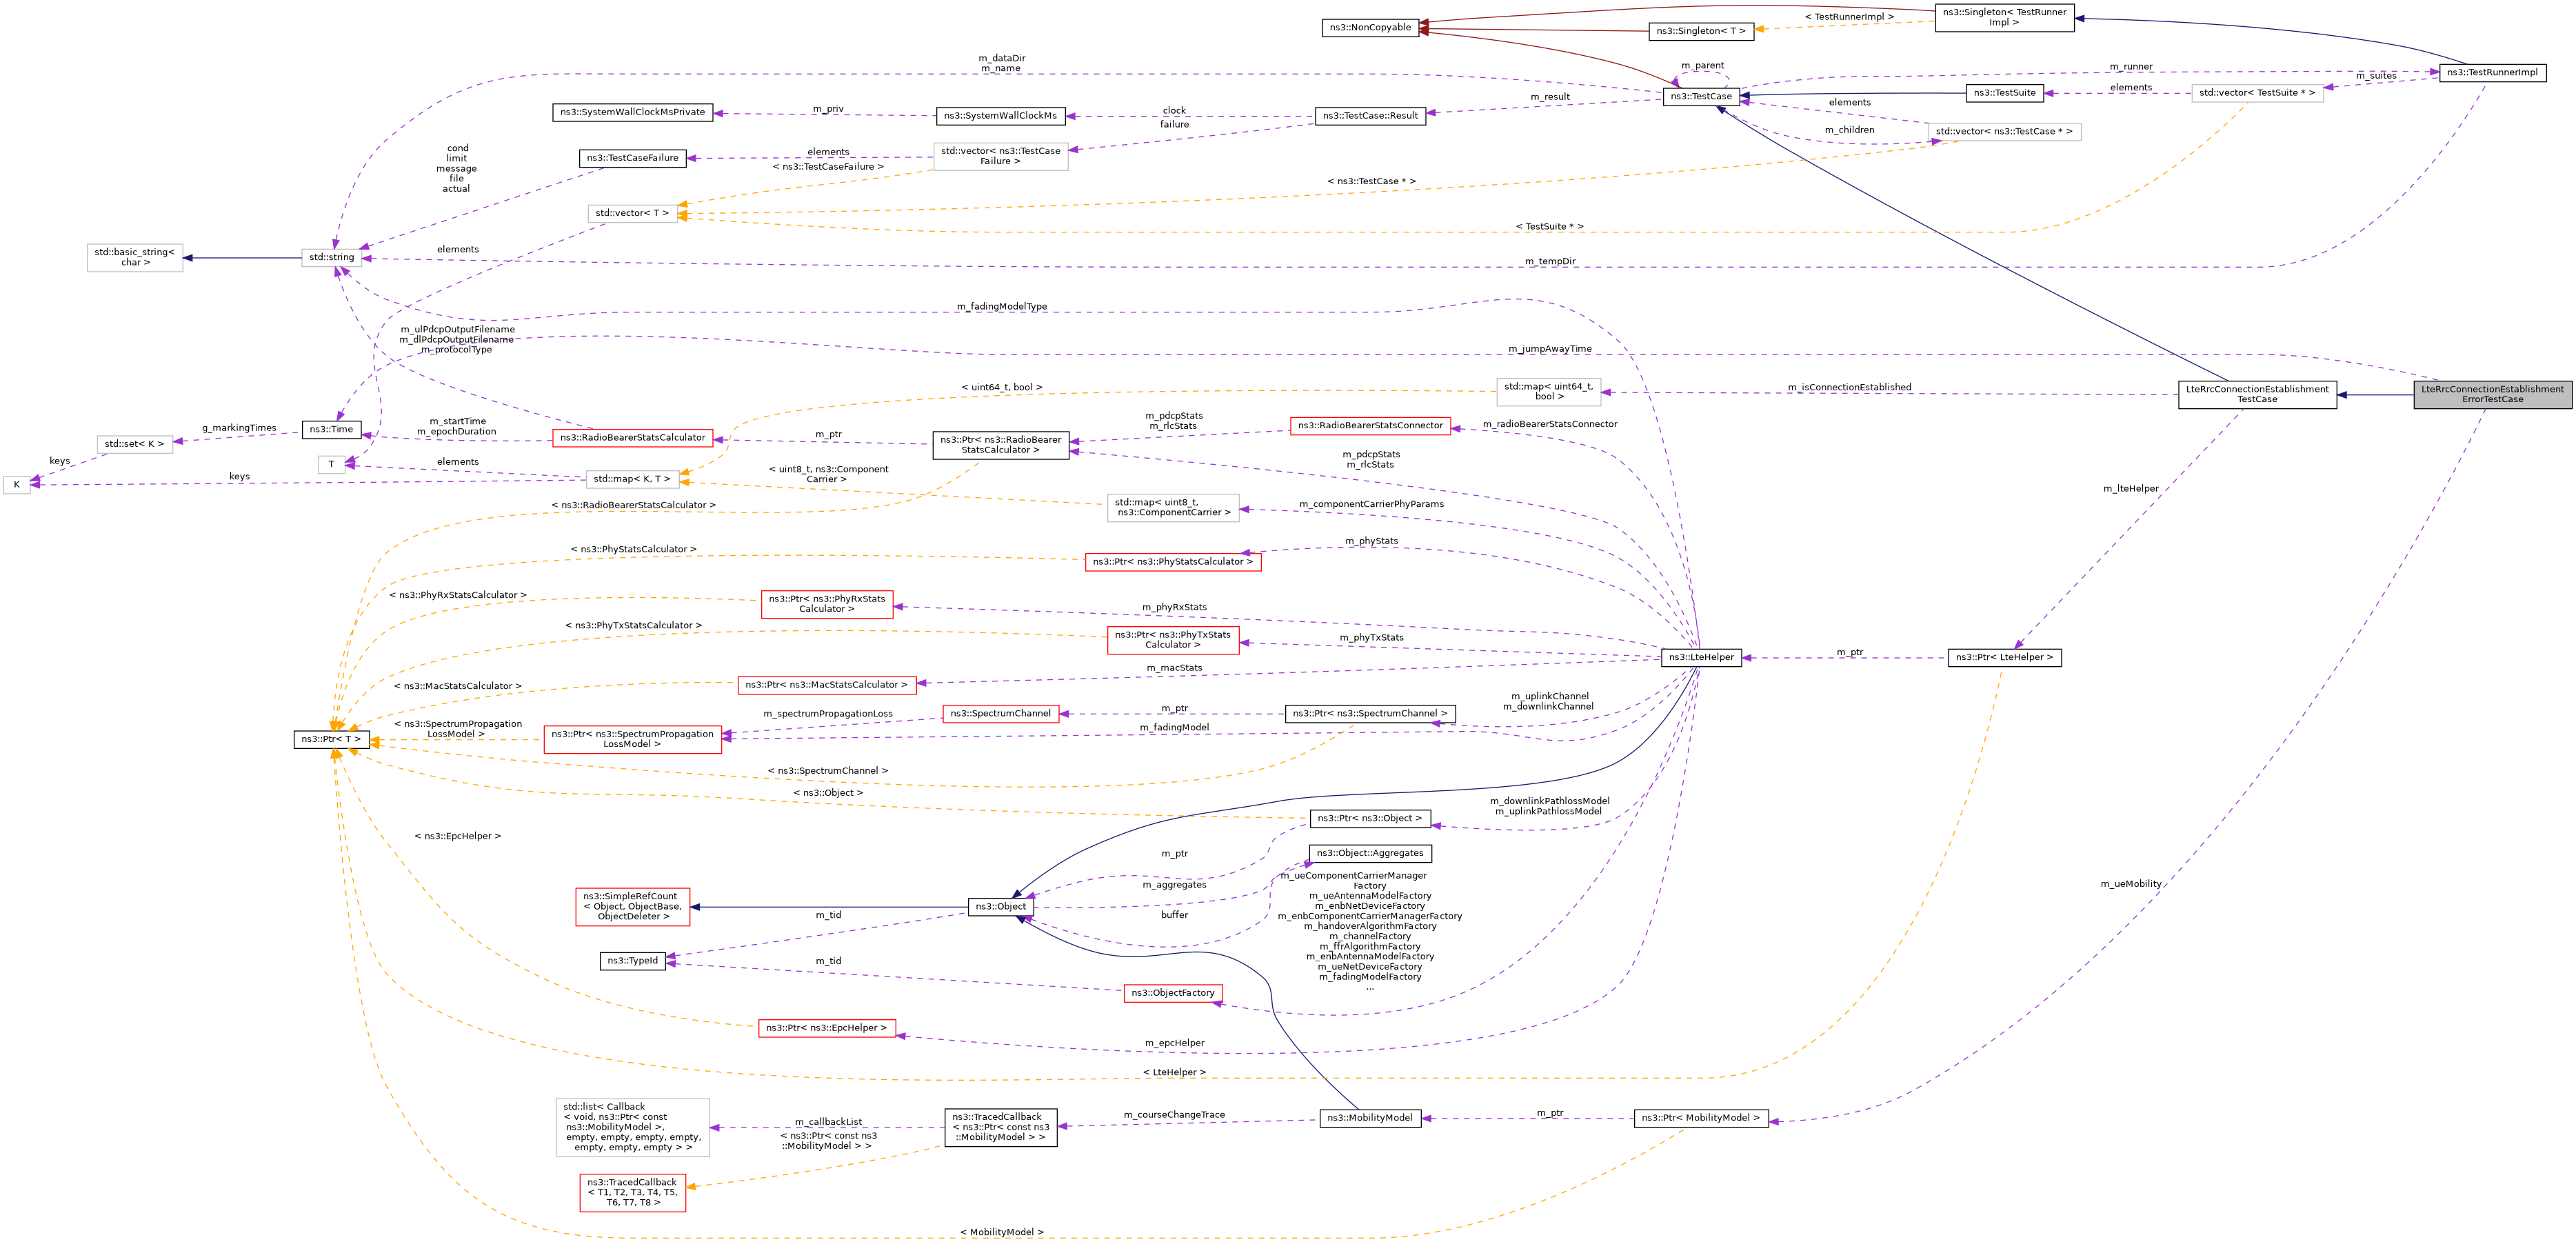 ns3::NonCopyable
ns3::Singleton< T >
< TestRunnerImpl >
ns3::Singleton< TestRunner
Impl >
m_dataDir
m_name
m_parent
m_runner
ns3::TestRunnerImpl
m_suites
ns3::SystemWallClockMsPrivate
m_priv
ns3::SystemWallClockMs
clock
failure
ns3::TestCase::Result
m_result
ns3::TestCase
ns3::TestSuite
elements
std::vector< TestSuite * >
elements
m_children
std::vector< ns3::TestCase * >
cond
limit
message
file
actual
ns3::TestCaseFailure
elements
< ns3::TestCaseFailure >
std::vector< ns3::TestCase
Failure >
< ns3::TestCase * >
std::vector< T >
< TestSuite * >
std::basic_string<
char >
std::string
elements
m_tempDir
m_fadingModelType
m_ulPdcpOutputFilename
m_dlPdcpOutputFilename
m_protocolType
m_jumpAwayTime
< uint64_t, bool >
std::map< uint64_t,
bool >
m_isConnectionEstablished
LteRrcConnectionEstablishment
TestCase
LteRrcConnectionEstablishment
ErrorTestCase
g_markingTimes
ns3::Time
m_startTime
m_epochDuration
ns3::RadioBearerStatsCalculator
m_ptr
ns3::Ptr< ns3::RadioBearer
StatsCalculator >
m_pdcpStats
m_rlcStats
ns3::RadioBearerStatsConnector
m_radioBearerStatsConnector
std::set< K >
keys
K
T
elements
keys
std::map< K, T >
< uint8_t, ns3::Component
Carrier >
m_pdcpStats
m_rlcStats
std::map< uint8_t,
ns3::ComponentCarrier >
m_componentCarrierPhyParams
m_lteHelper
< ns3::RadioBearerStatsCalculator >
< ns3::PhyStatsCalculator >
ns3::Ptr< ns3::PhyStatsCalculator >
m_phyStats
< ns3::PhyRxStatsCalculator >
ns3::Ptr< ns3::PhyRxStats
Calculator >
m_phyRxStats
< ns3::PhyTxStatsCalculator >
ns3::Ptr< ns3::PhyTxStats
Calculator >
m_phyTxStats
ns3::LteHelper
m_ptr
ns3::Ptr< LteHelper >
< ns3::MacStatsCalculator >
ns3::Ptr< ns3::MacStatsCalculator >
m_macStats
m_uplinkChannel
m_downlinkChannel
ns3::Ptr< T >
< ns3::SpectrumPropagation
LossModel >
ns3::Ptr< ns3::SpectrumPropagation
LossModel >
m_spectrumPropagationLoss
ns3::SpectrumChannel
m_ptr
ns3::Ptr< ns3::SpectrumChannel >
m_fadingModel
< ns3::SpectrumChannel >
< ns3::Object >
ns3::Ptr< ns3::Object >
m_downlinkPathlossModel
m_uplinkPathlossModel
< ns3::EpcHelper >
m_ptr
ns3::Object::Aggregates
m_aggregates
buffer
m_ueComponentCarrierManager
Factory
m_ueAntennaModelFactory
m_enbNetDeviceFactory
m_enbComponentCarrierManagerFactory
m_handoverAlgorithmFactory
m_channelFactory
m_ffrAlgorithmFactory
m_enbAntennaModelFactory
m_ueNetDeviceFactory
m_fadingModelFactory
...
m_ueMobility
ns3::SimpleRefCount
< Object, ObjectBase,
ObjectDeleter >
ns3::Object
m_tid
ns3::TypeId
m_tid
ns3::ObjectFactory
ns3::Ptr< ns3::EpcHelper >
m_epcHelper
< LteHelper >
std::list< Callback
< void, ns3::Ptr< const
ns3::MobilityModel >,
empty, empty, empty, empty,
empty, empty, empty > >
m_callbackList
< ns3::Ptr< const ns3
::MobilityModel > >
ns3::TracedCallback
< ns3::Ptr< const ns3
::MobilityModel > >
m_courseChangeTrace
ns3::MobilityModel
m_ptr
ns3::Ptr< MobilityModel >
ns3::TracedCallback
< T1, T2, T3, T4, T5,
T6, T7, T8 >
< MobilityModel >